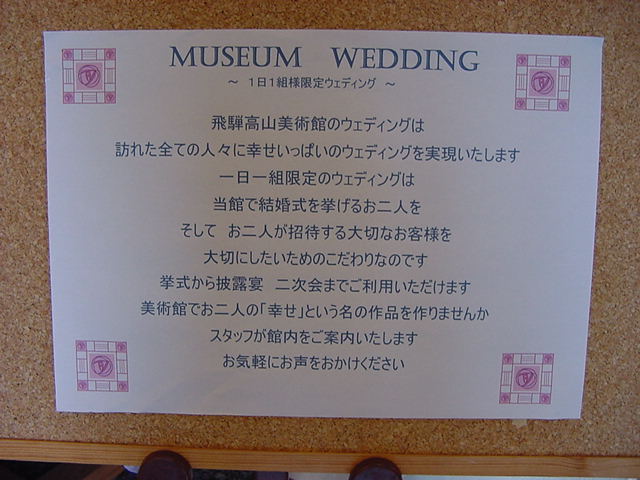 MUSEUM WEDDING
～ 1日1組様限定ウェディング ～
飛騨高山美術館のウェディングは
訪れた全ての人々に幸せいっぱいのウェディングを実現いたします
一日一組限定のウェディングは
当館で結婚式を挙げるお二人を
そして お二人が招待する大切なお客様を
大切にしたいためのこだわりなのです
挙式から披露宴 二次会までご利用いただけます
美術館でお二人の「幸せ」という名の作品を作りませんか
スタッフが館内をご案内いたします
お気軽にお声をおかけください